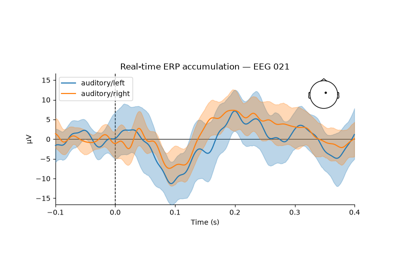 Real-time ERP accumulation — EEG 021
auditory/left
auditory/right
15
10
5
0
−5
−10
−15
µV
−0.1
0.0
0.1
0.2
0.3
0.4
Time (s)